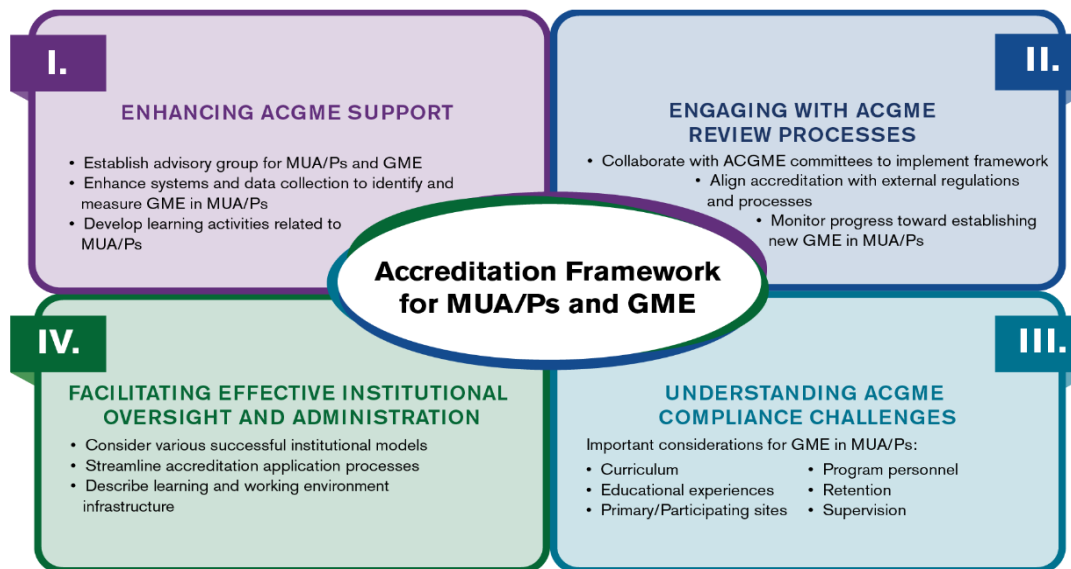 I.
ENHANCING ACGME SUPPORT
• Establish advisory group for MUA/Ps and GME
• Enhance systems and data collection to identify and
measure GME in MUA/Ps
• Develop learning activities related to
MUA/Ps
II.
ENGAGING WITH ACGME
REVIEW PROCESSES
• Collaborate with ACGME committees to implement framework
• Align accreditation with external regulations
and processes
• Monitor progress toward establishing
new GME in MUA/Ps
Accreditation Framework
for MUA/Ps and GME
III.
UNDERSTANDING ACGME
COMPLIANCE CHALLENGES
Important considerations for GME in MUA/Ps:
• Curriculum
• Educational experiences
• Primary/Participating sites
• Program personnel
• Retention
• Supervision
IV.
FACILITATING EFFECTIVE INSTITUTIONAL
OVERSIGHT AND ADMINISTRATION
• Consider various successful institutional models
• Streamline accreditation application processes
• Describe learning and working environment
infrastructure